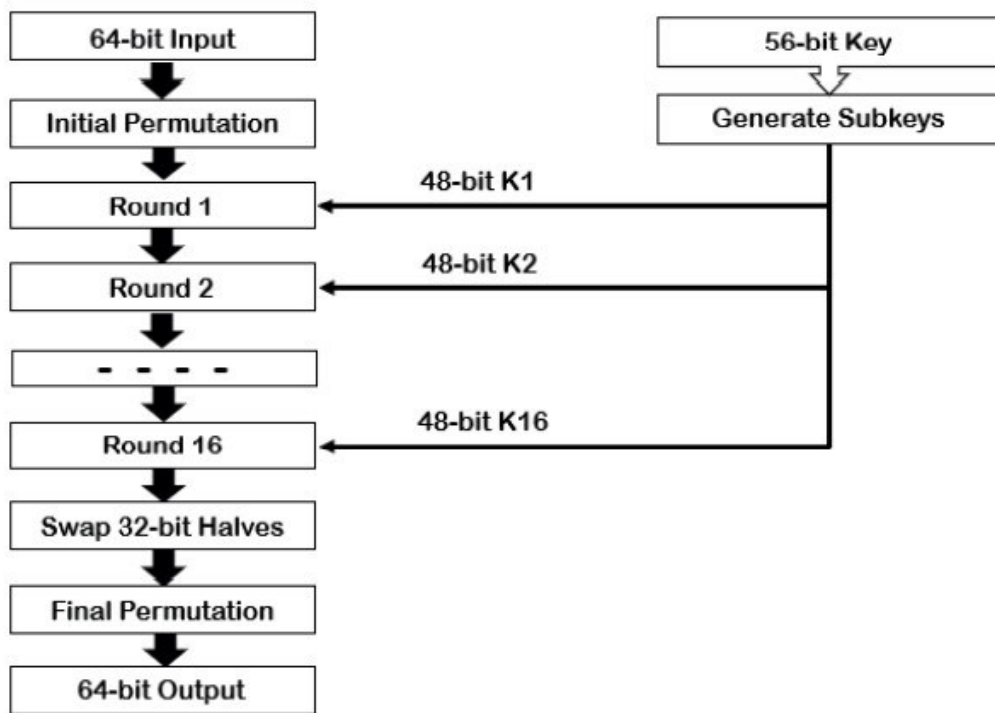 64-bit Input
56-bit Key
Initial Permutation
Generate Subkeys
48-bit K1
Round 1
48-bit K2
Round 2
- - - -
48-bit K16
Round 16
Swap 32-bit Halves
Final Permutation
64-bit Output